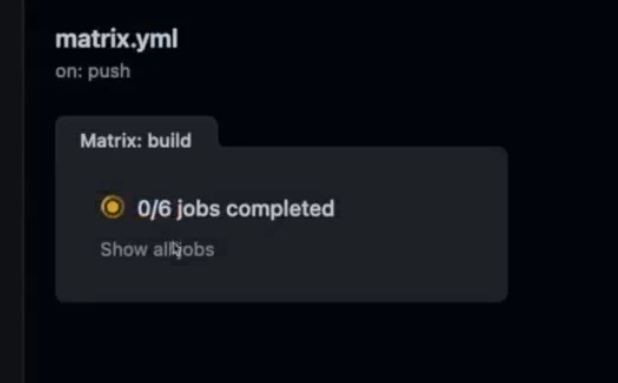 matrix.yml
on: push
Matrix: build
0/6 jobs completed
Show all jobs